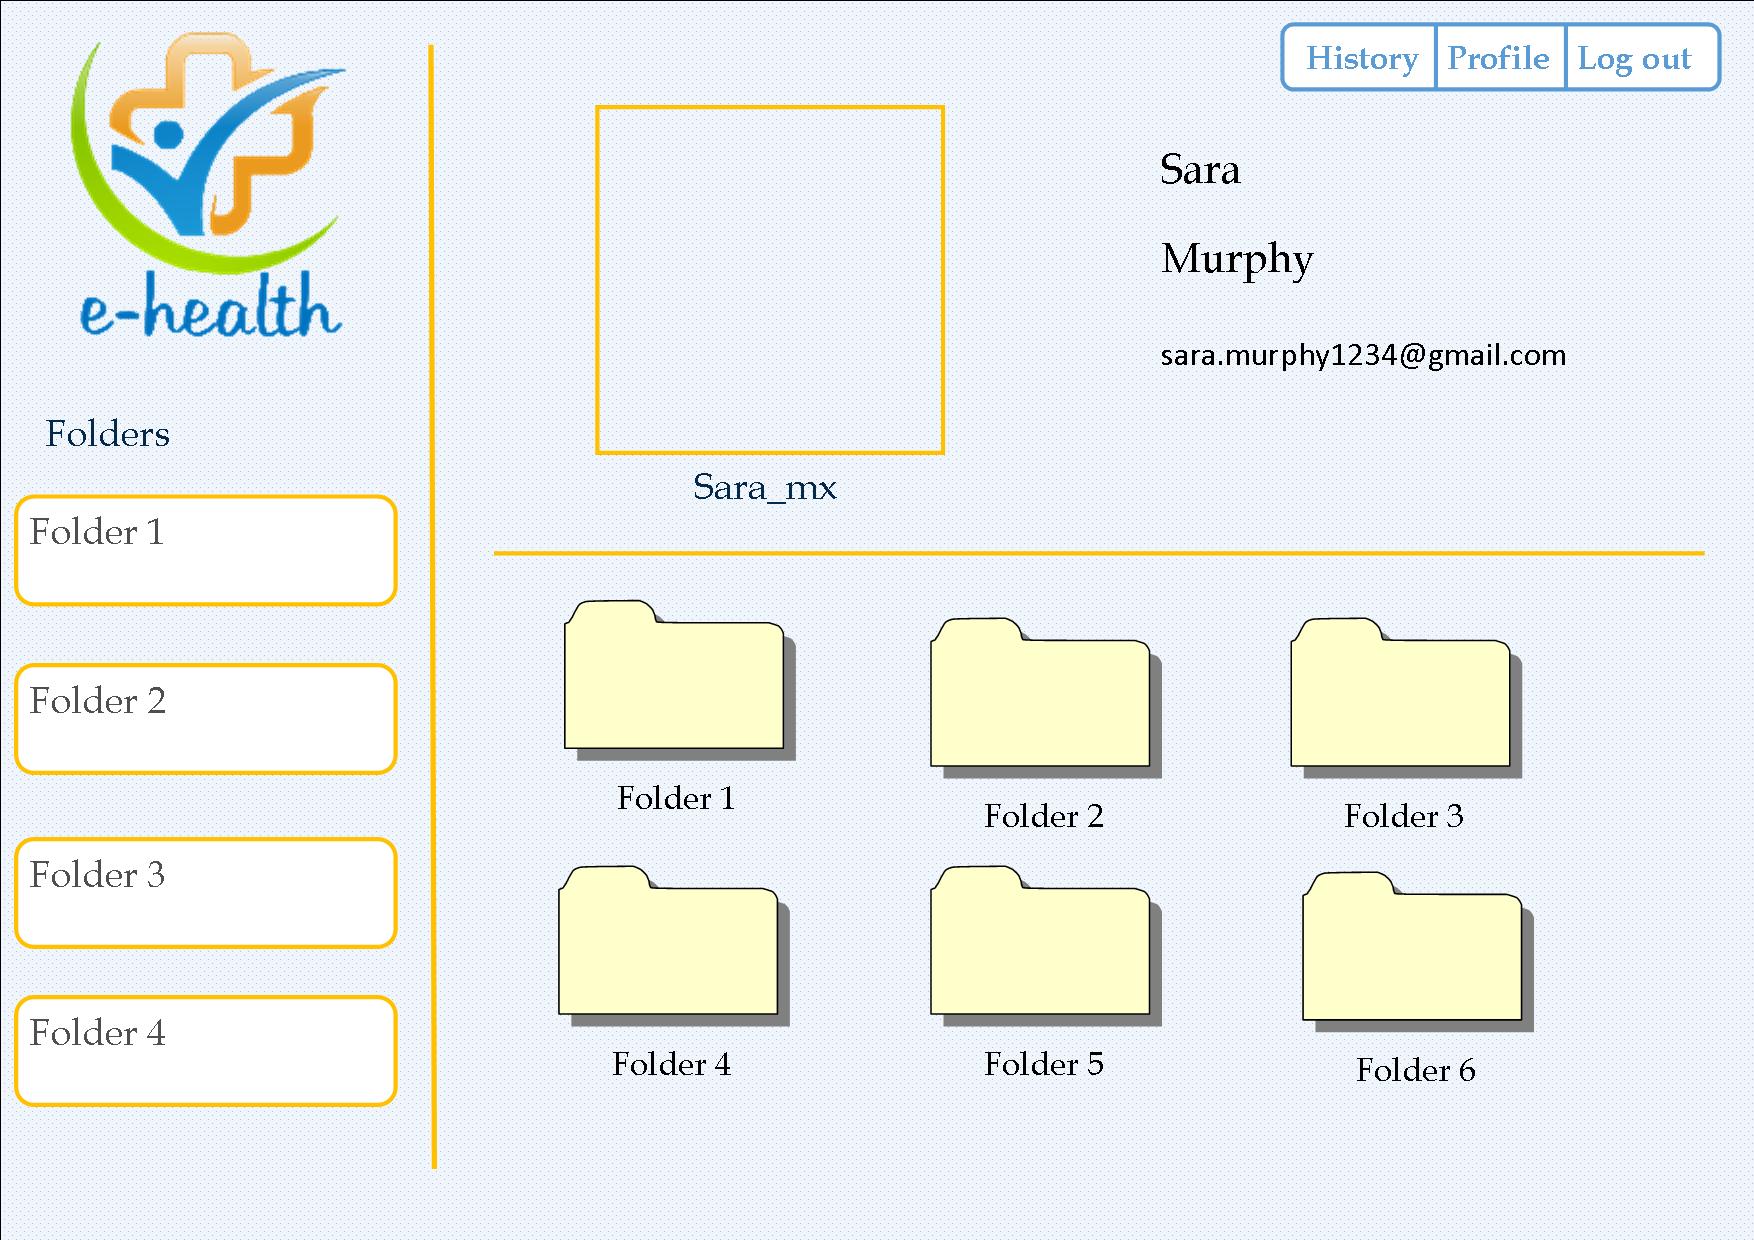 e-health
Folders
Folder 1
Folder 2
Folder 3
Folder 4
History Profile Log out
Sara
Murphy
sara.murphy1234@gmail.com
Sara_mx
Folder 1
Folder 2
Folder 3
Folder 4
Folder 5
Folder 6